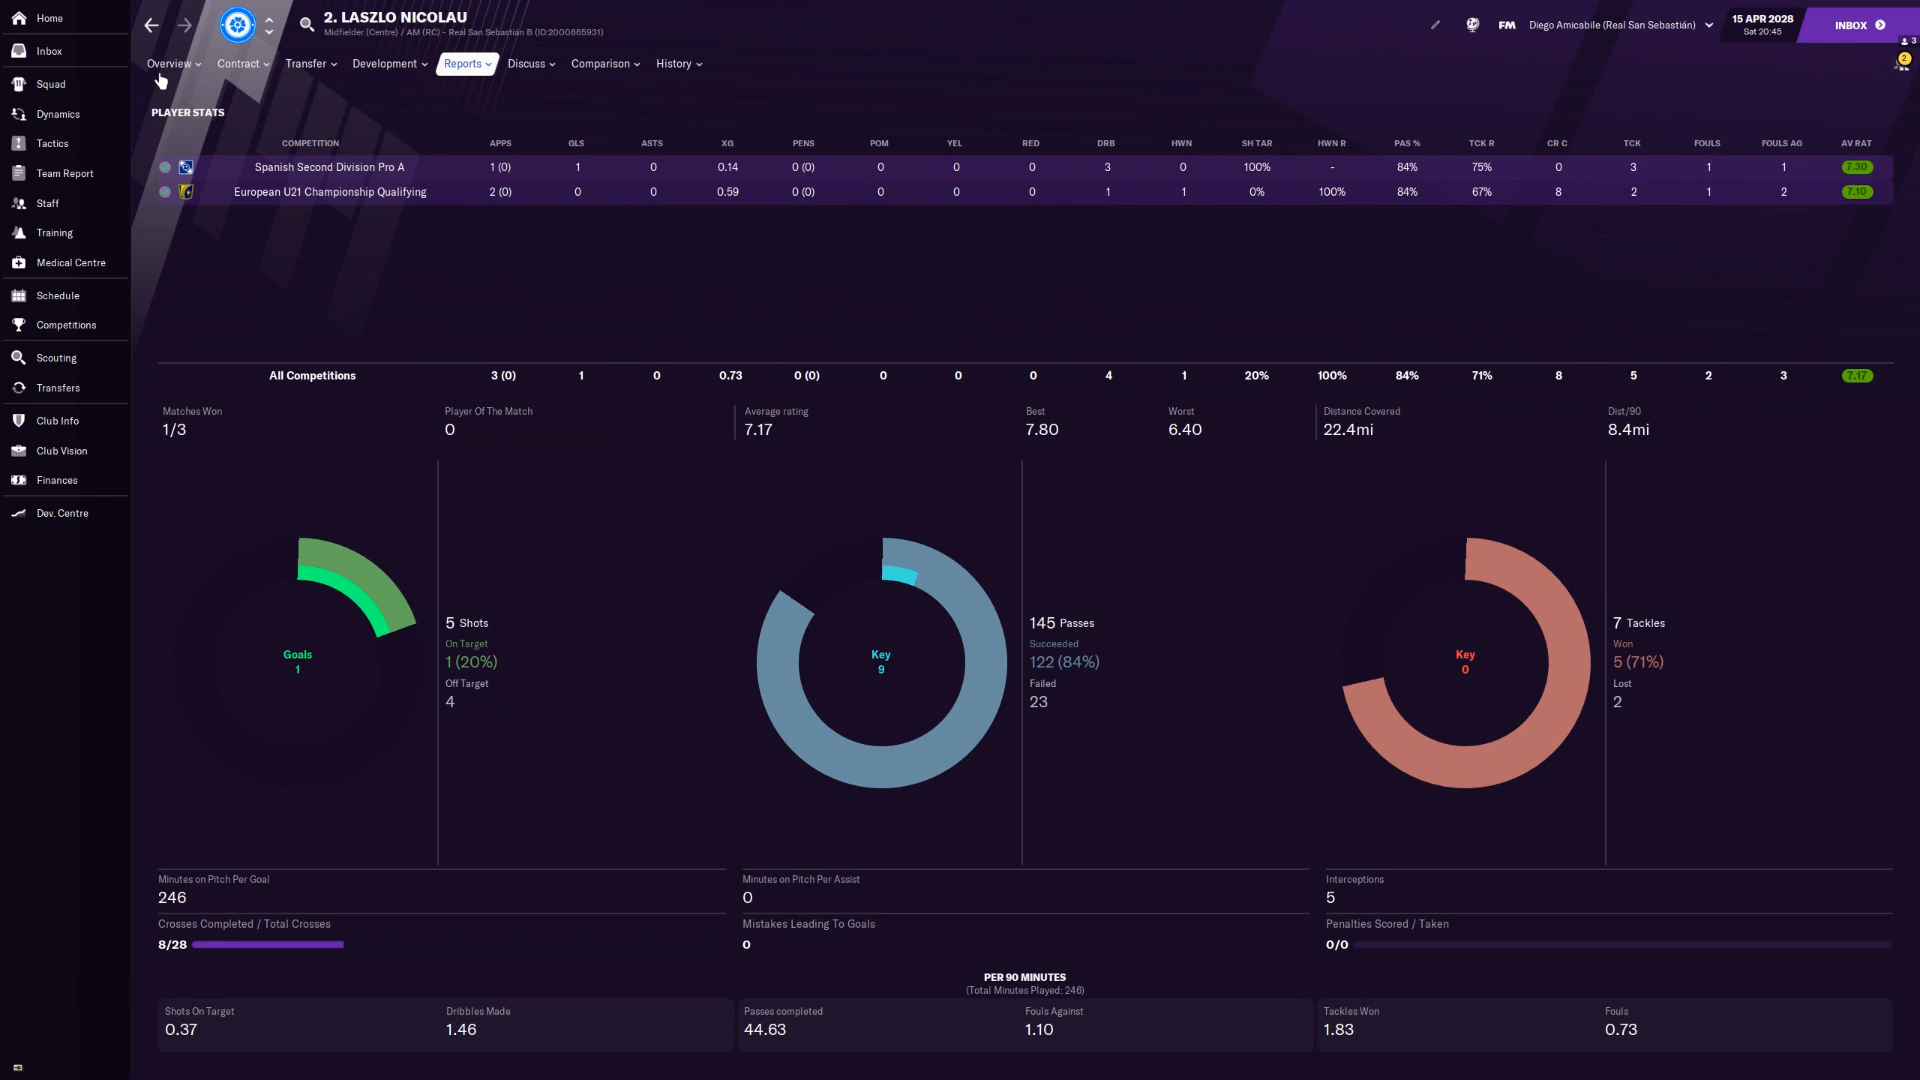 Home
Inbox
Squad
Dynamics
Tactics
Team Report
Staff
Training
Medical Centre
Schedule
Competitions
Scouting
Transfers
Club Info
Club Vision
Finances
Dev. Centre
2. LASZLO NICOLAU
Midfielder (Centre) / AM (RC) - Real San Sebastián B (ID:2000665931)
FM Diego Amicabile (Real San Sebastián)
15 APR 2028
Sat 20:45
INBOX
3
2
Overview Contract Transfer Development Reports Discuss Comparison History
PLAYER STATS
COMPETITION APPS GLS ASTS XG PENS POM YEL RED DRB HWN SH TAR HWN R PAS % TCK R CR C TCK FOULS FOULS AG AV RAT
Spanish Second Division Pro A 1 (0) 1 0 0.14 0 (0) 0 0 0 3 0 100% - 84% 75% 0 3 1 1 7.30
European U21 Championship Qualifying 2 (0) 0 0 0.59 0 (0) 0 0 0 1 1 0% 100% 84% 67% 8 2 1 2 7.10
All Competitions 3 (0) 1 0 0.73 0 (0) 0 0 0 4 1 20% 100% 84% 71% 8 5 2 3 7.17
Matches Won Player Of The Match Average rating Best Worst Distance Covered Dist/90
1/3 0 7.17 7.80 6.40 22.4mi 8.4mi
Goals
1
5 Shots
On Target
1 (20%)
Off Target
4
Key
9
145 Passes
Succeeded
122 (84%)
Failed
23
Key
0
7 Tackles
Won
5 (71%)
Lost
2
Minutes on Pitch Per Goal Minutes on Pitch Per Assist Interceptions
246 0 5
Crosses Completed / Total Crosses Mistakes Leading To Goals Penalties Scored / Taken
8/28 0 0/0
PER 90 MINUTES
(Total Minutes Played: 246)
Shots On Target Dribbles Made Passes completed Fouls Against Tackles Won Fouls
0.37 1.46 44.63 1.10 1.83 0.73